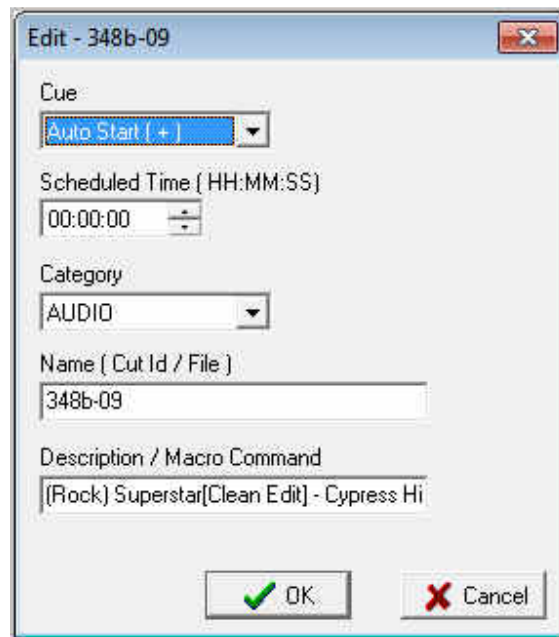 Edit - 348b-09
Cue
Auto Start ( + )
Scheduled Time ( HH:MM:SS)
00:00:00
Category
AUDIO
Name ( Cut Id / File )
348b-09
Description / Macro Command
(Rock) Superstar[Clean Edit] - Cypress Hi
OK
Cancel